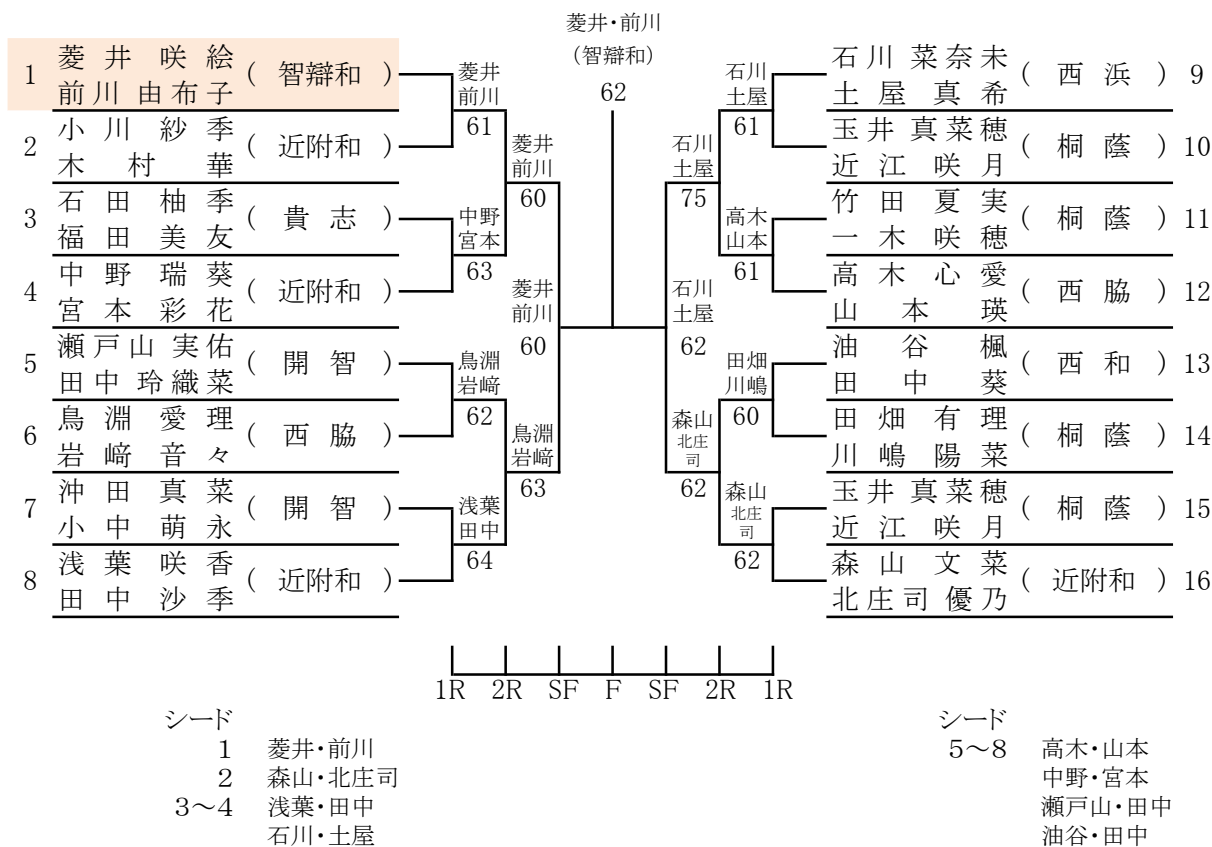 菱井・前川
(智辯和)
62
1 菱井 咲絵 前川 由布子 ( 智辯和 )
2 小川 紗季 木村 華 ( 近附和 )
3 石田 柚季 福田 美友 ( 貴志 )
4 中野 瑞葵 宮本 彩花 ( 近附和 )
5 瀬戸山 実佑 田中 玲織菜 ( 開智 )
6 鳥淵 愛理 岩﨑 音々 ( 西脇 )
7 沖田 真菜 小中 萌永 ( 開智 )
8 浅葉 咲香 田中 沙季 ( 近附和 )
菱井
前川
61
中野
宮本
63
鳥淵
岩﨑
62
浅葉
田中
64
菱井
前川
60
鳥淵
岩﨑
63
菱井
前川
60
石川
土屋
62
石川
土屋
75
森山
北庄
司
62
石川
土屋
61
高木
山本
61
田畑
川嶋
60
森山
北庄
司
62
石川 菜奈未 土屋 真希 ( 西浜 ) 9
玉井 真菜穂 近江 咲月 ( 桐蔭 ) 10
竹田 夏実 一木 咲穂 ( 桐蔭 ) 11
高木 心愛 山本 瑛 ( 西脇 ) 12
油谷 楓 田中 葵 ( 西和 ) 13
田畑 有理 川嶋 陽菜 ( 桐蔭 ) 14
玉井 真菜穂 近江 咲月 ( 桐蔭 ) 15
森山 文菜 北庄司 優乃 ( 近附和 ) 16
1R 2R SF F SF 2R 1R
シード
1 菱井・前川
2 森山・北庄司
3～4 浅葉・田中
石川・土屋
シード
5～8 高木・山本
中野・宮本
瀬戸山・田中
油谷・田中